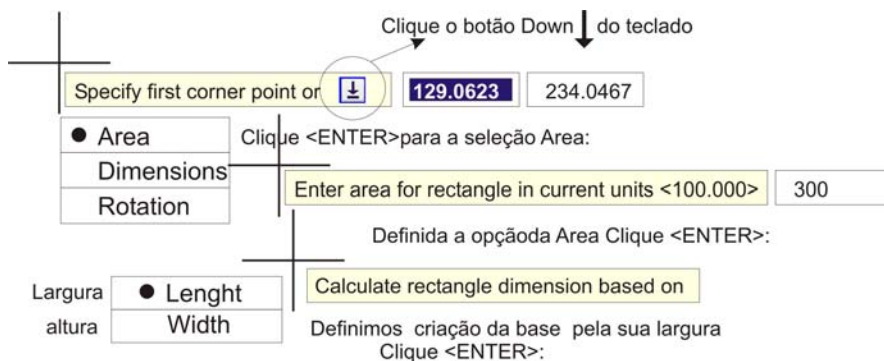 Clique o botão Down do teclado
Specify first corner point or 129.0623 234.0467
Area Clique <ENTER>para a seleção Area:
Dimensions
Enter area for rectangle in current units <100.000> 300
Rotation
Definida a opçãoda Area Clique <ENTER>:
Calculate rectangle dimension based on
Largura Lenght
altura Width
Definimos criação da base pela sua largura
Clique <ENTER>: